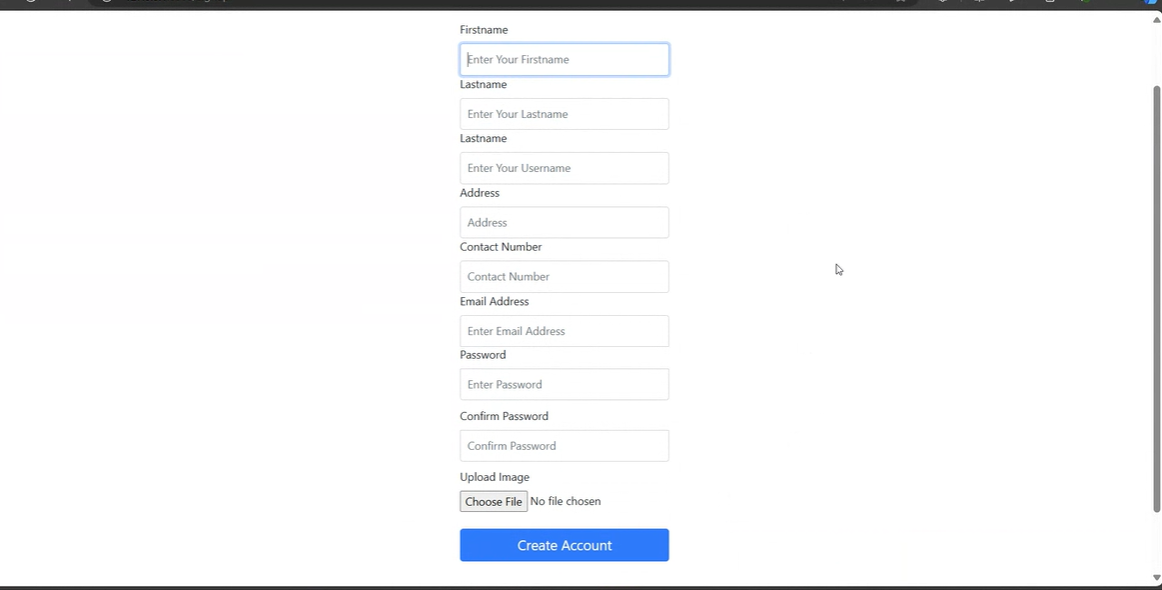 Firstname
Enter Your Firstname
Lastname
Enter Your Lastname
Lastname
Enter Your Username
Address
Address
Contact Number
Contact Number
Email Address
Enter Email Address
Password
Enter Password
Confirm Password
Confirm Password
Upload Image
Choose File No file chosen
Create Account